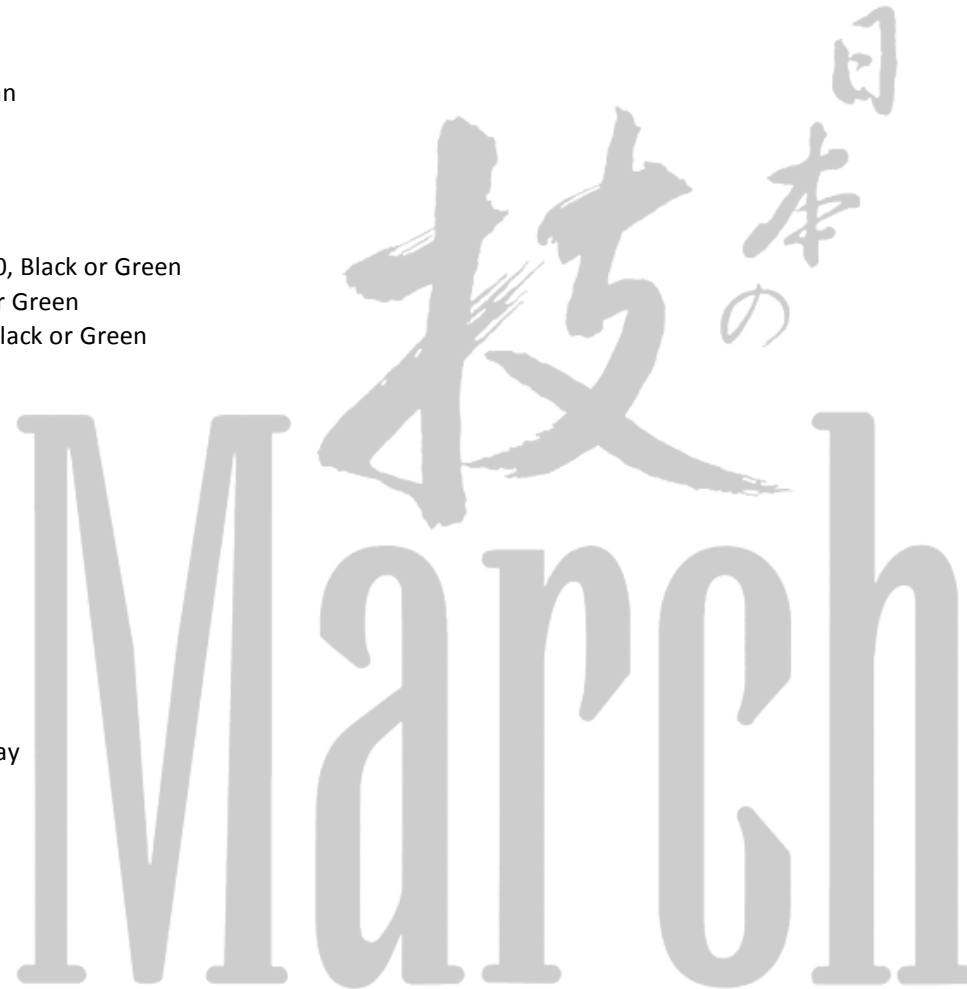 0, Black or Green
r Green
lack or Green
日本の
技
March
ay